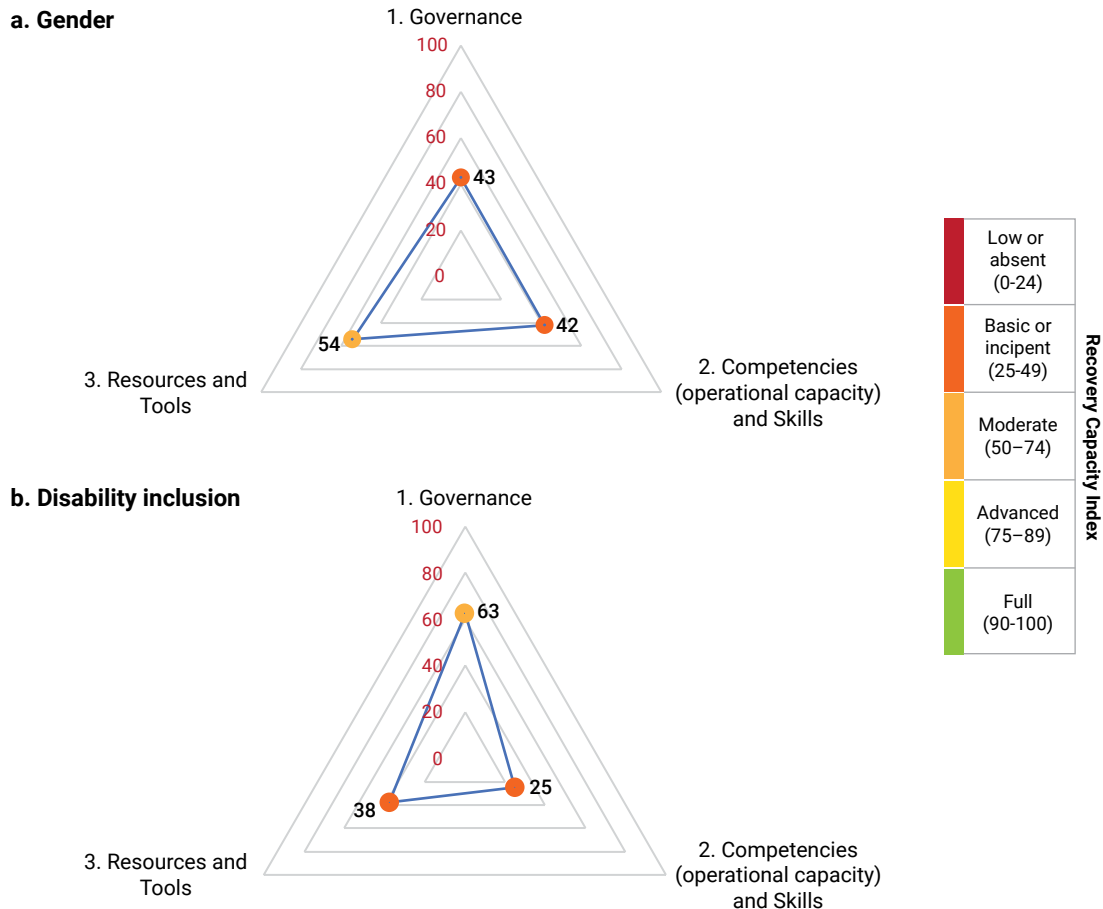 a. Gender
1. Governance
100
80
60
40
20
0
43
42
54
3. Resources and
Tools
2. Competencies
(operational capacity)
and Skills
b. Disability inclusion
1. Governance
100
80
60
40
20
0
63
25
38
3. Resources and
Tools
2. Competencies
(operational capacity)
and Skills
Low or
absent
(0-24)
Basic or
incipent
(25-49)
Moderate
(50–74)
Advanced
(75–89)
Full
(90-100)
Recovery Capacity Index